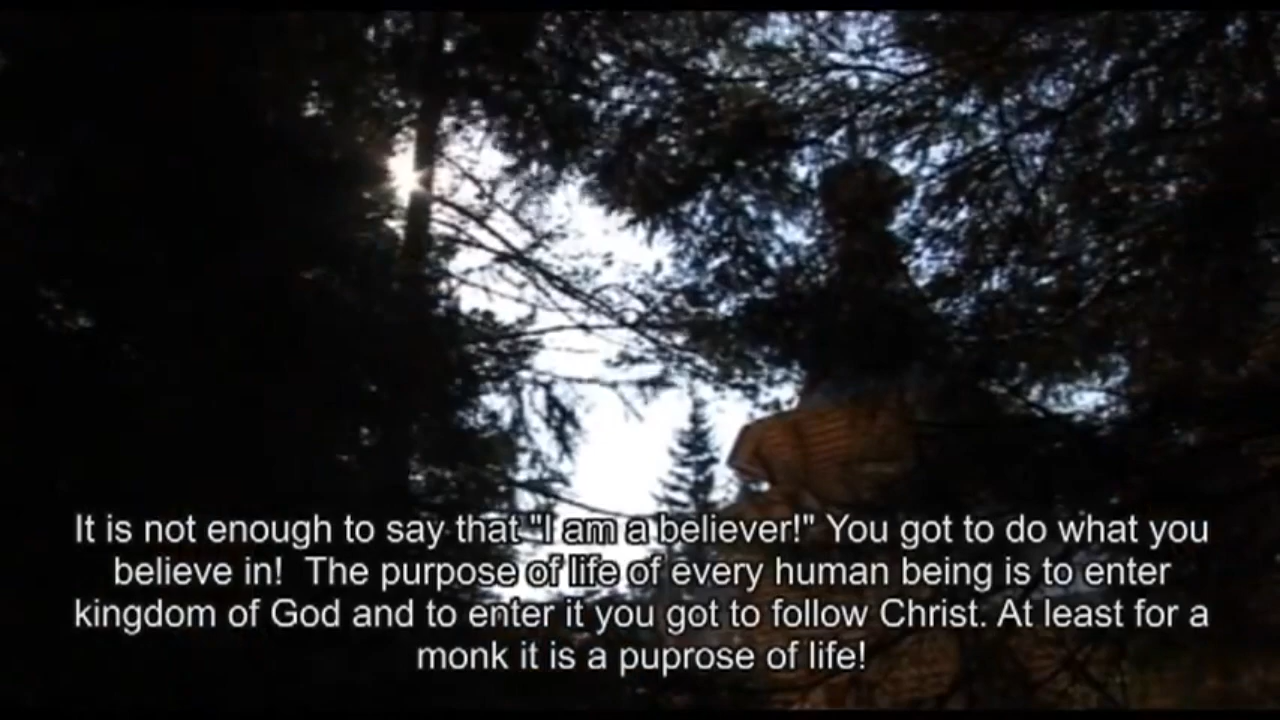 It is not enough to say that "I am a believer!" You got to do what you
believe in!  The purpose of life of every human being is to enter
kingdom of God and to enter it you got to follow Christ. At least for a
monk it is a puprose of life!